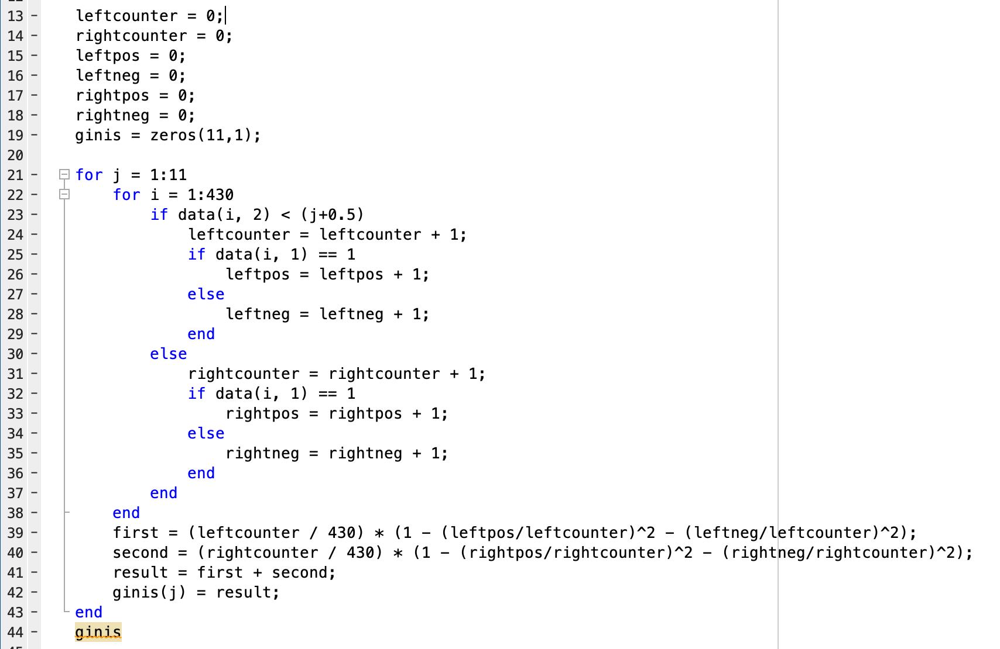 13 - leftcounter = 0;
14 - rightcounter = 0;
15 - leftpos = 0;
16 - leftneg = 0;
17 - rightpos = 0;
18 - rightneg = 0;
19 - ginis = zeros(11,1);
20
21 - for j = 1:11
22 - for i = 1:430
23 - if data(i, 2) < (j+0.5)
24 - leftcounter = leftcounter + 1;
25 - if data(i, 1) == 1
26 - leftpos = leftpos + 1;
27 - else
28 - leftneg = leftneg + 1;
29 - end
30 - else
31 - rightcounter = rightcounter + 1;
32 - if data(i, 1) == 1
33 - rightpos = rightpos + 1;
34 - else
35 - rightneg = rightneg + 1;
36 - end
37 - end
38 - end
39 - first = (leftcounter / 430) * (1 - (leftpos/leftcounter)^2 - (leftneg/leftcounter)^2);
40 - second = (rightcounter / 430) * (1 - (rightpos/rightcounter)^2 - (rightneg/rightcounter)^2);
41 - result = first + second;
42 - ginis(j) = result;
43 - end
44 - ginis